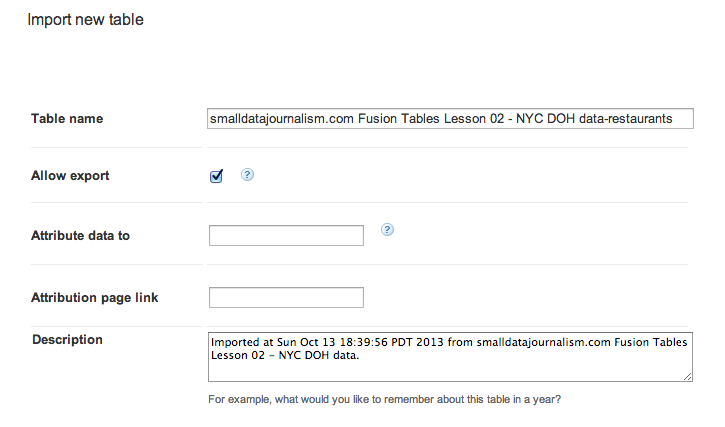 Import new table
Table name
smalldatajournalism.com Fusion Tables Lesson 02 - NYC DOH data-restaurants
Allow export
?
Attribute data to
?
Attribution page link
Description
Imported at Sun Oct 13 18:39:56 PDT 2013 from smalldatajournalism.com Fusion Tables
Lesson 02 - NYC DOH data.
For example, what would you like to remember about this table in a year?